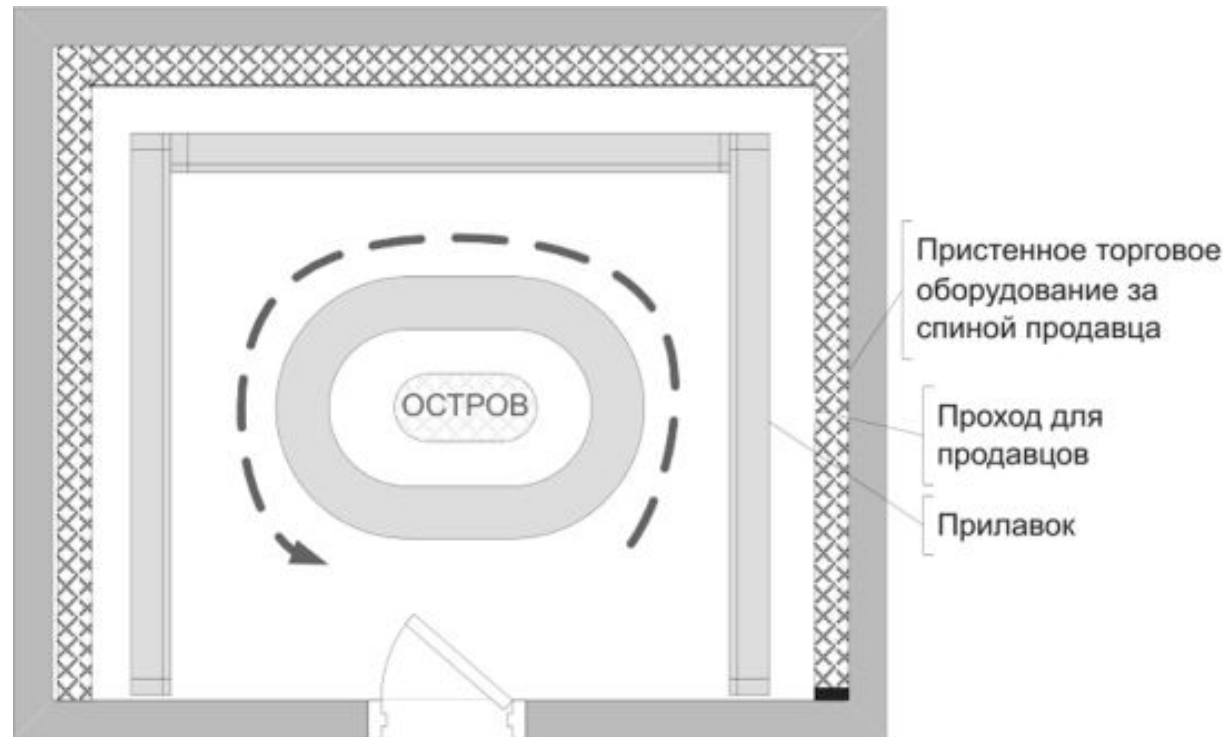 ОСТРОВ
Пристенное торговое
оборудование за
спиной продавца
Проход для
продавцов
Прилавок